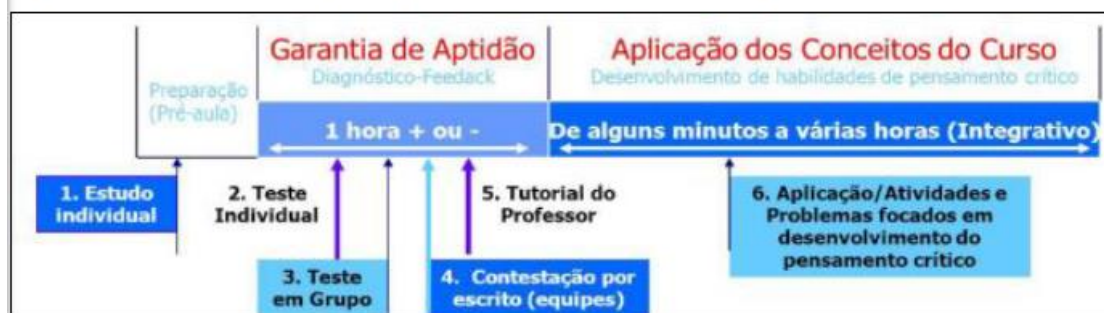 Garantia de Aptidão
Diagnóstico-Feedack
Aplicação dos Conceitos do Curso
Desenvolvimento de habilidades de pensamento crítico
Preparação
(Pré-aula)
1 hora + ou -
De alguns minutos a várias horas (Integrativo)
1. Estudo
individual
2. Teste
Individual
3. Teste
em Grupo
4. Contestação por
escrito (equipes)
5. Tutorial do
Professor
6. Aplicação/Atividades e
Problemas focados em
desenvolvimento do
pensamento crítico